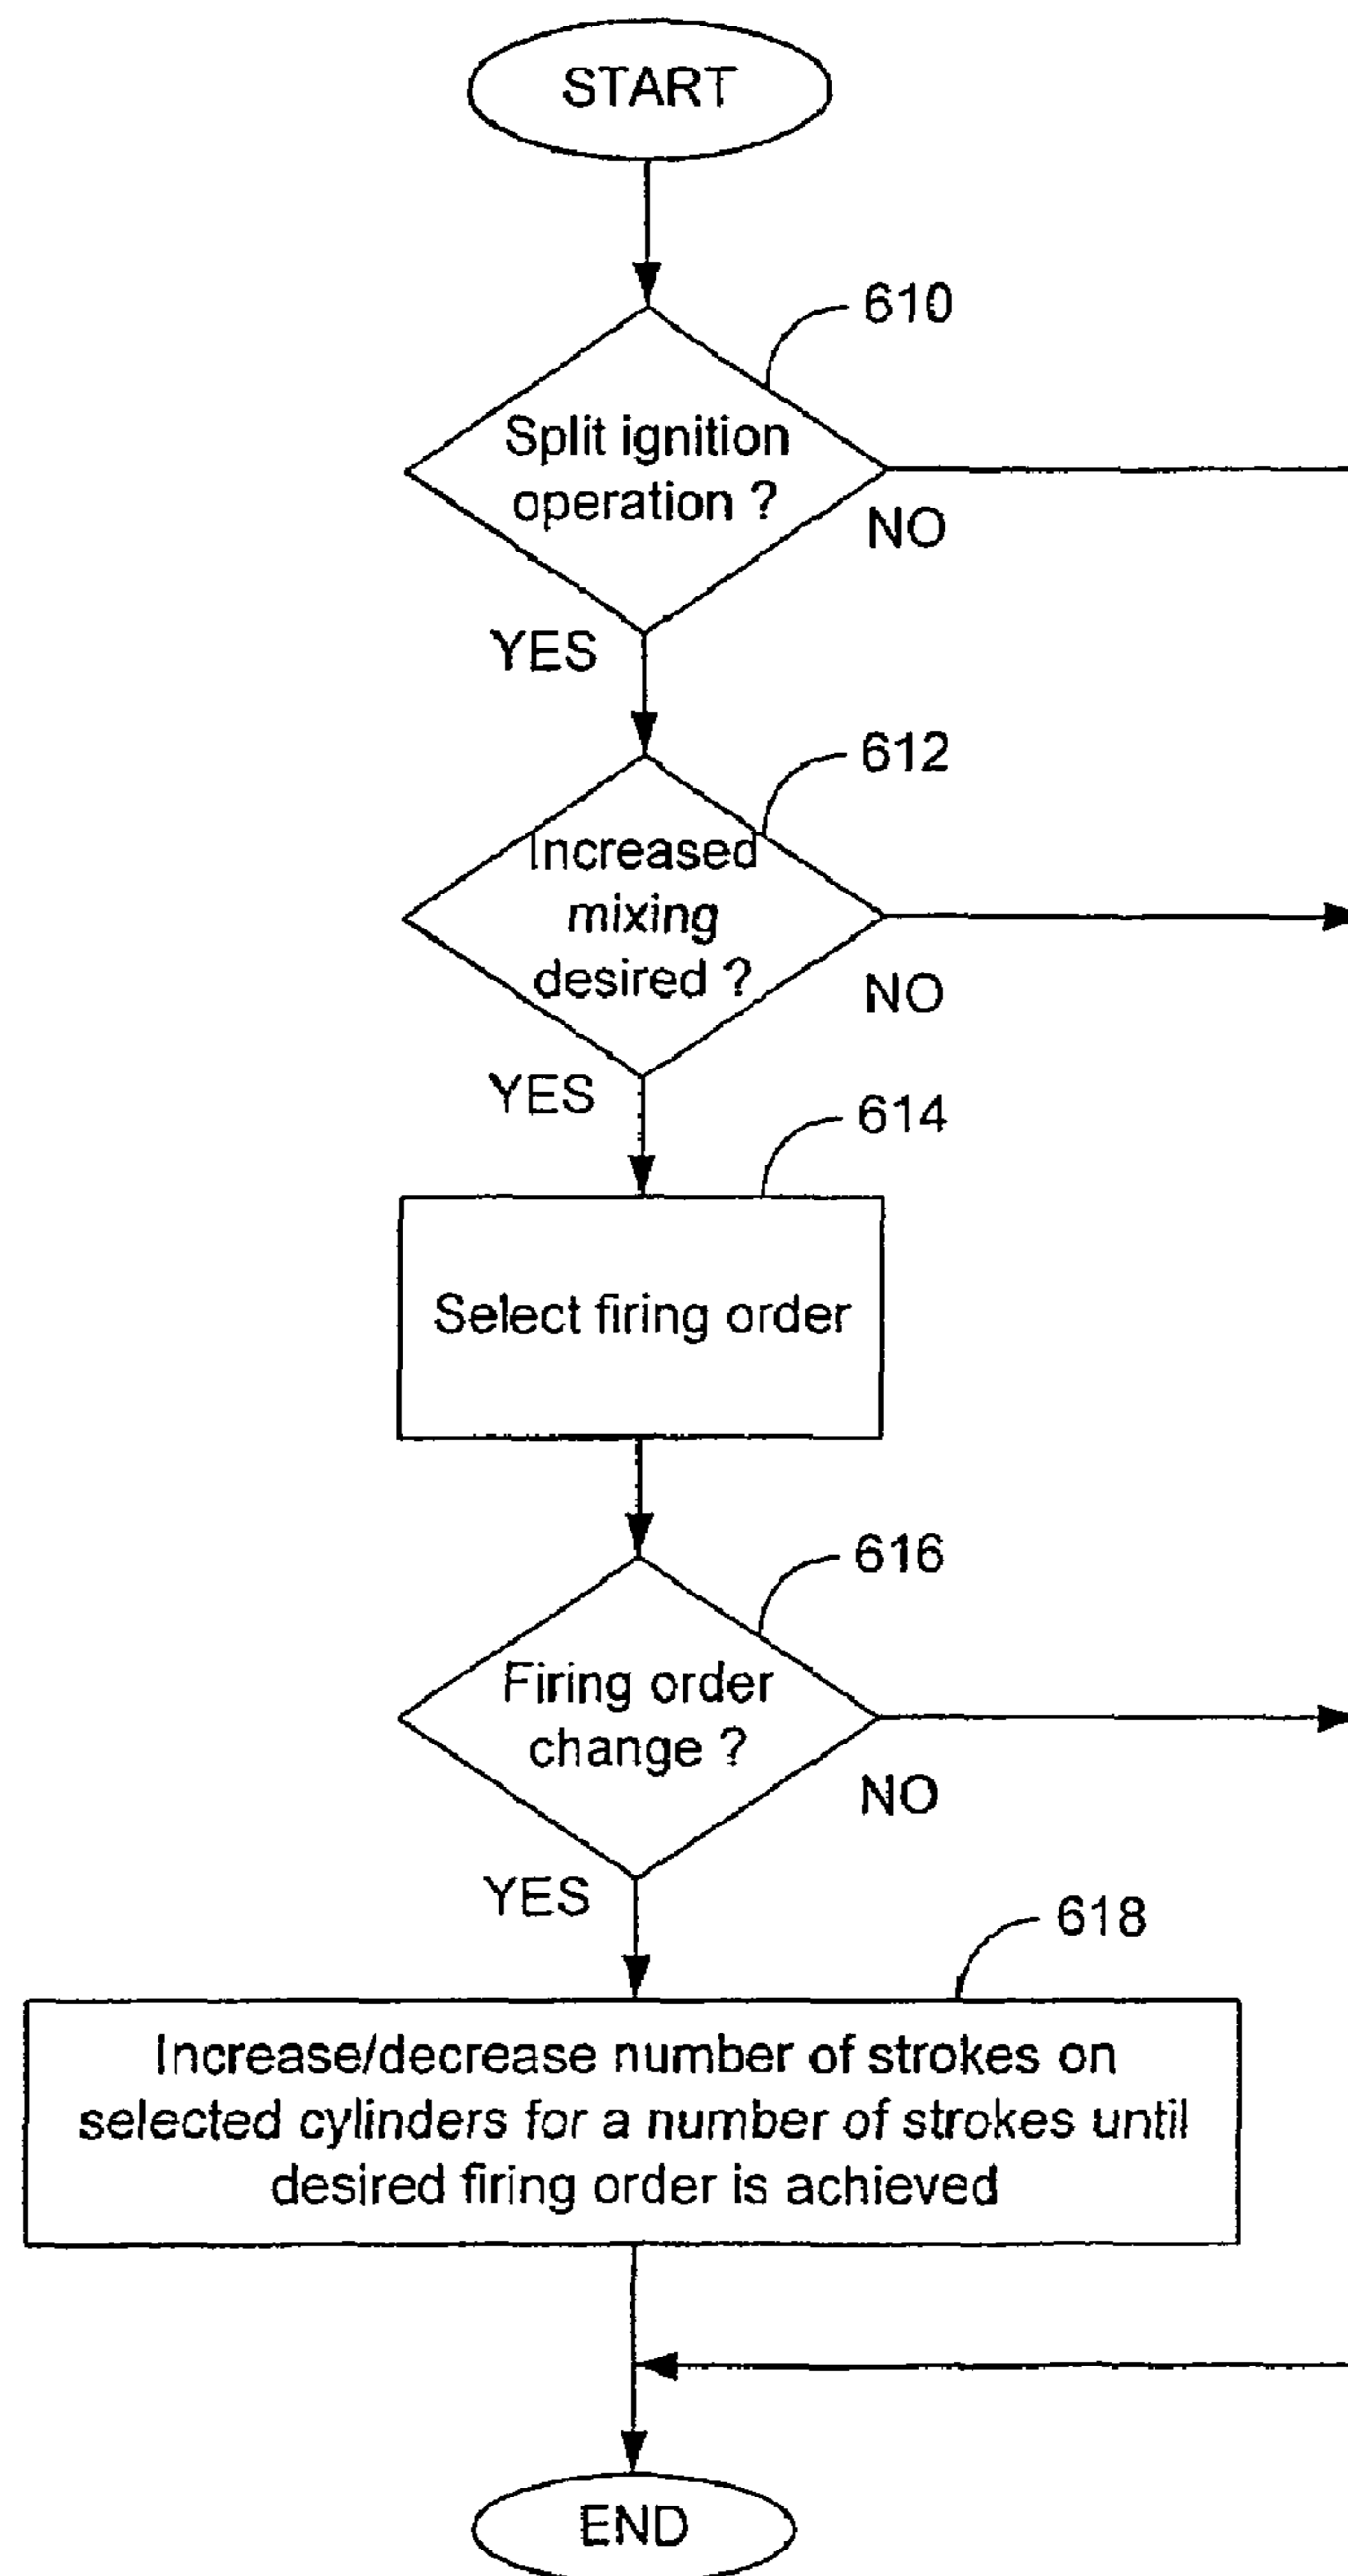 START
610
Split ignition
operation ?
NO
YES
612
Increased
mixing
desired ?
NO
YES
614
Select firing order
616
Firing order
change ?
NO
YES
618
Increase/decrease number of strokes on
selected cylinders for a number of strokes until
desired firing order is achieved
END